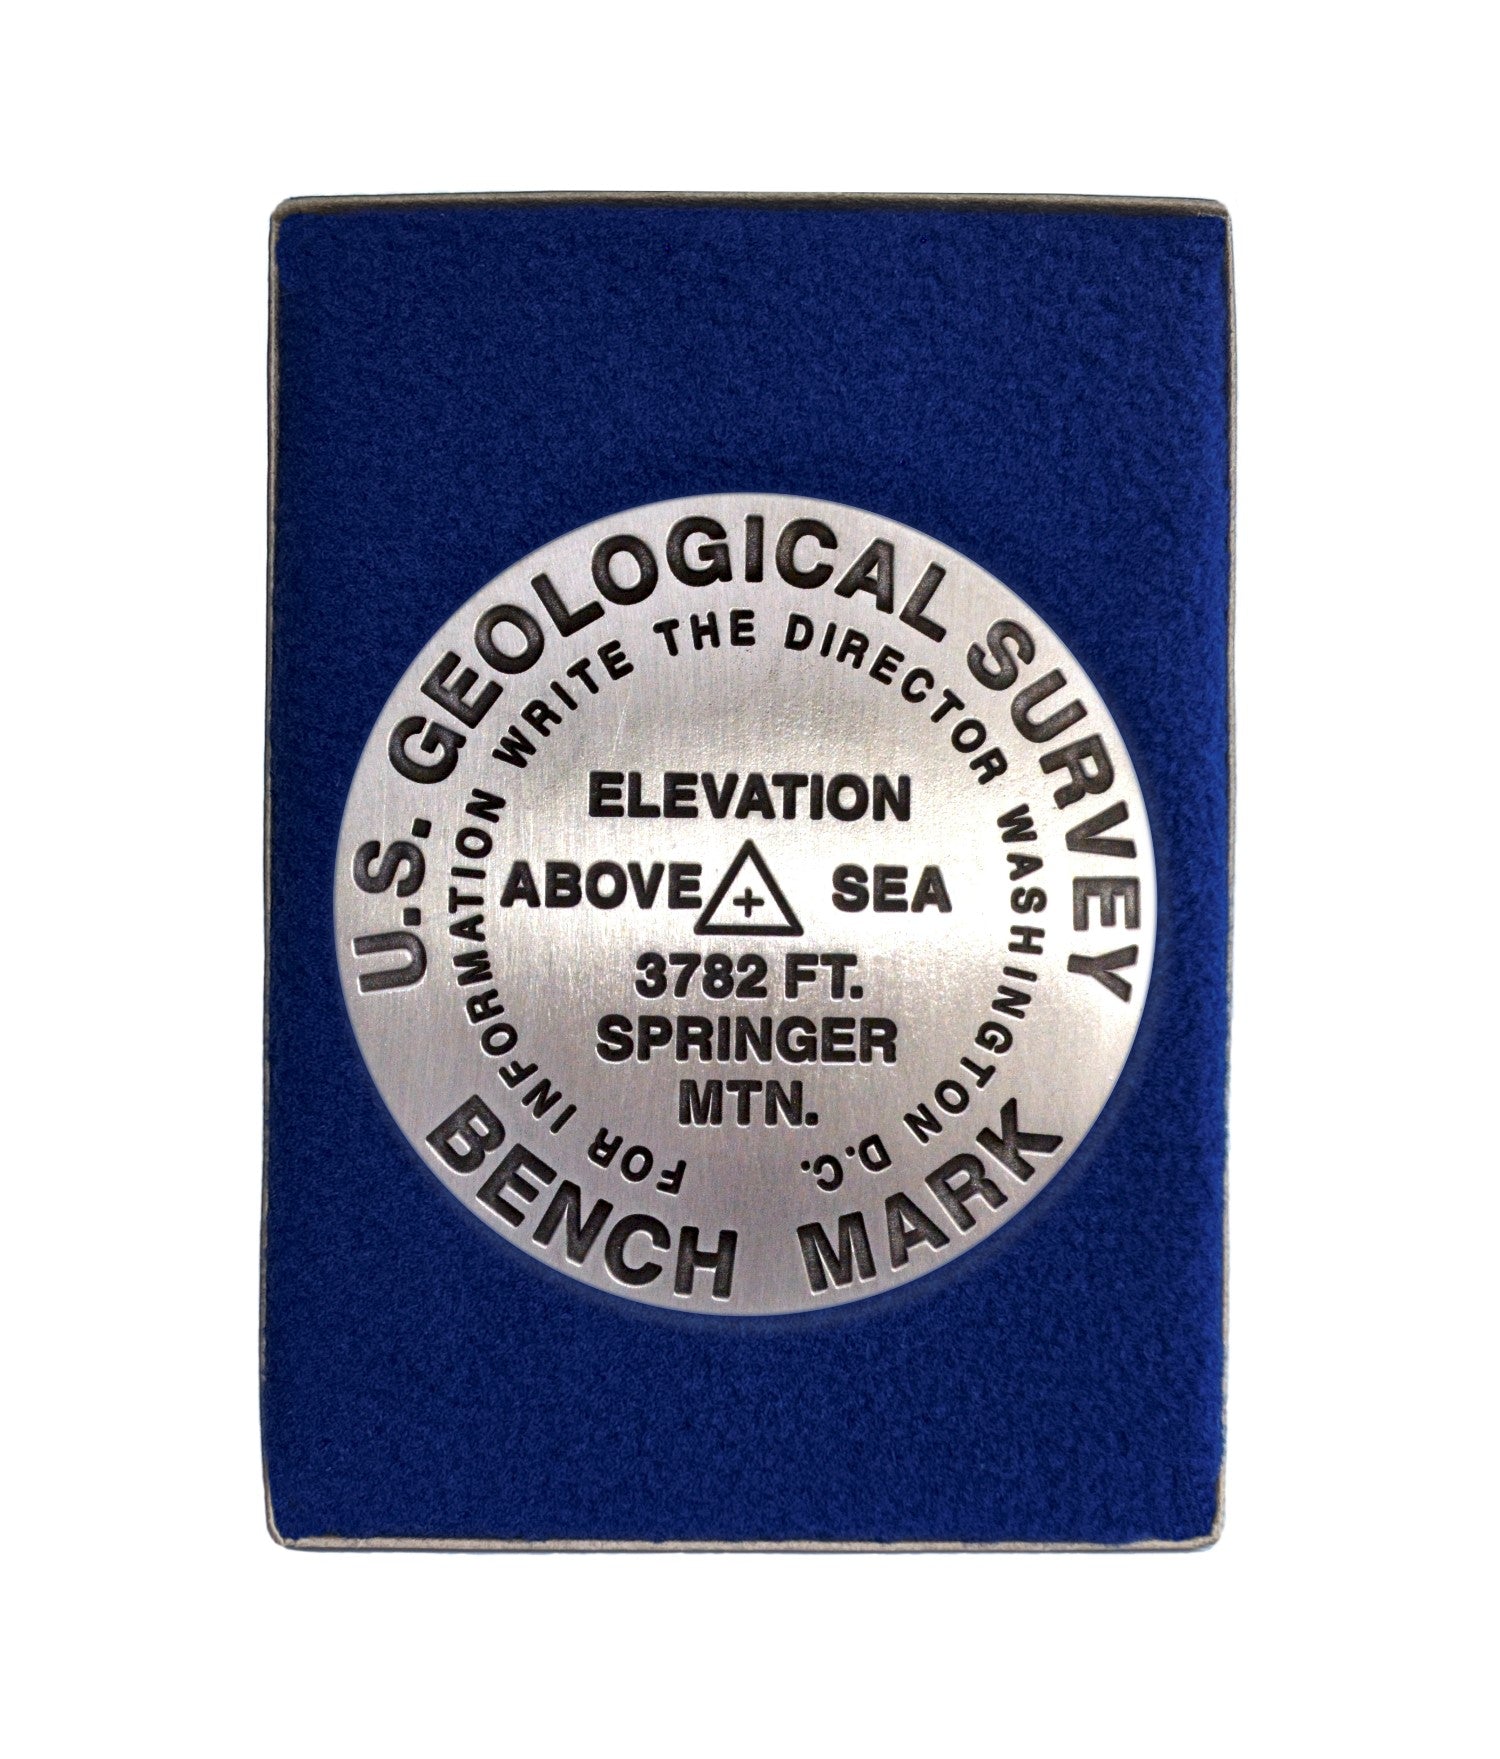 U.S. GEOLOGICAL SURVEY
FOR INFORMATION WRITE THE DIRECTOR WASHINGTON D.C.
ELEVATION
ABOVE SEA
3782 FT.
SPRINGER
MTN.
BENCH MARK